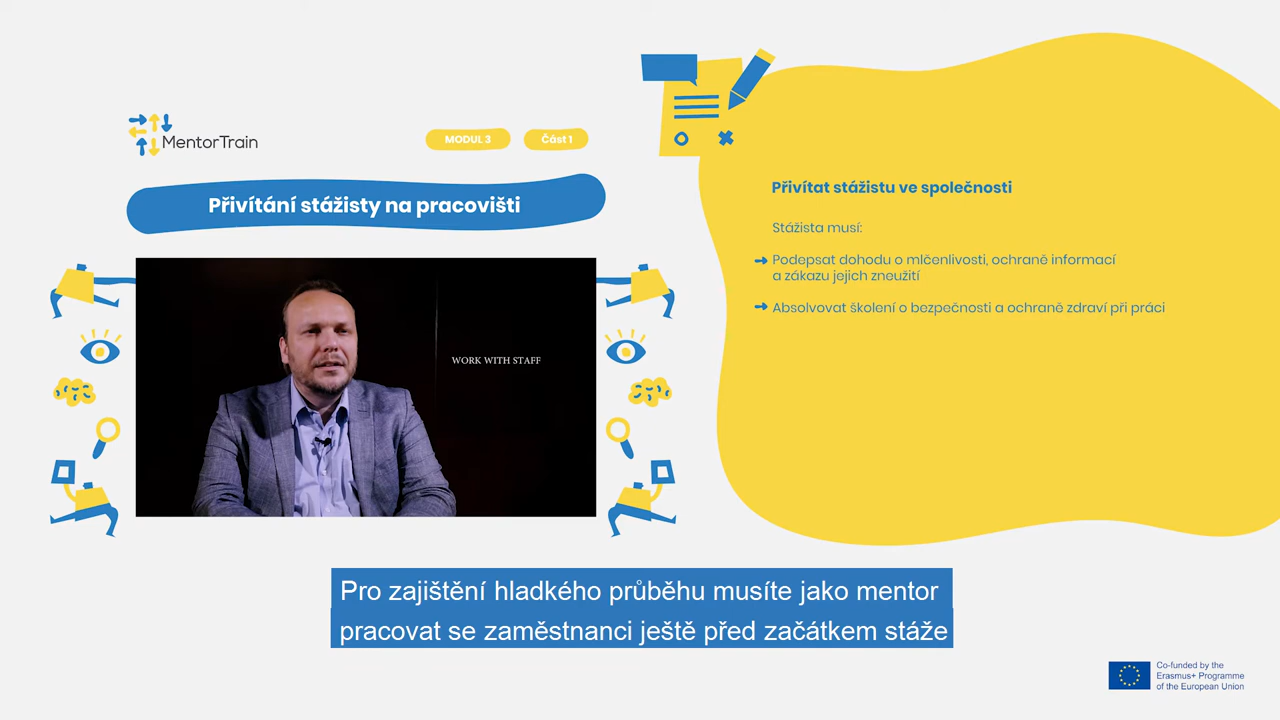 MentorTrain
MODUL 3
Část 1
Přivítání stážisty na pracovišti
WORK WITH STAFF
Přivítat stážistu ve společnosti
Stážista musí:
Podepsat dohodu o mlčenlivosti, ochraně informací
a zákazu jejich zneužití
Absolvovat školení o bezpečnosti a ochraně zdraví při práci
Pro zajištění hladkého průběhu musíte jako mentor
pracovat se zaměstnanci ještě před začátkem stáže
Co-funded by the
Erasmus+ Programme
of the European Union